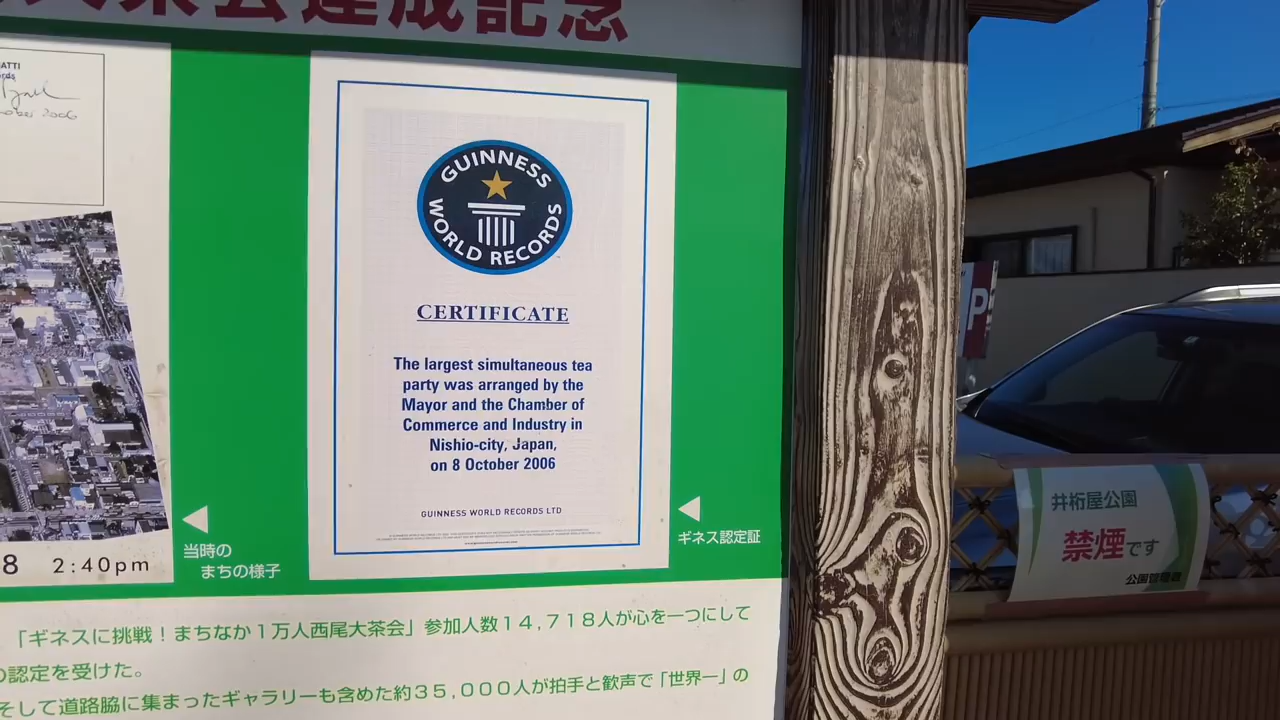 大茶会達成記念
GUINNESS
WORLD RECORDS
CERTIFICATE
The largest simultaneous tea
party was arranged by the
Mayor and the Chamber of
Commerce and Industry in
Nishio-city, Japan,
on 8 October 2006
GUINNESS WORLD RECORDS LTD
ギネス認定証
当時の
まちの様子
8 2:40pm
「ギネスに挑戦!まちなか1万人西尾大茶会」参加人数14,718人が心を一つにして
の認定を受けた。
そして道路脇に集まったギャラリーも含めた約35,000人が拍手と歓声で「世界一」の
P
井桁屋公園
禁煙です